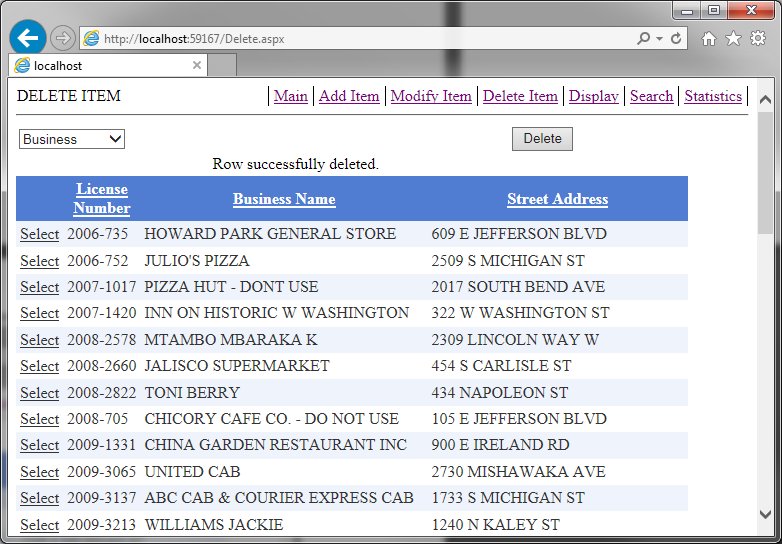 http://localhost:59167/Delete.aspx
localhost
DELETE ITEM
Main Add Item Modify Item Delete Item Display Search Statistics
Business Delete
Row successfully deleted.
License Number Business Name Street Address
Select 2006-735 HOWARD PARK GENERAL STORE 609 E JEFFERSON BLVD
Select 2006-752 JULIO'S PIZZA 2509 S MICHIGAN ST
Select 2007-1017 PIZZA HUT - DONT USE 2017 SOUTH BEND AVE
Select 2007-1420 INN ON HISTORIC W WASHINGTON 322 W WASHINGTON ST
Select 2008-2578 MTAMBO MBARAKA K 2309 LINCOLN WAY W
Select 2008-2660 JALISCO SUPERMARKET 454 S CARLISLE ST
Select 2008-2822 TONI BERRY 434 NAPOLEON ST
Select 2008-705 CHICORY CAFE CO. - DO NOT USE 105 E JEFFERSON BLVD
Select 2009-1331 CHINA GARDEN RESTAURANT INC 900 E IRELAND RD
Select 2009-3065 UNITED CAB 2730 MISHAWAKA AVE
Select 2009-3137 ABC CAB & COURIER EXPRESS CAB 1733 S MICHIGAN ST
Select 2009-3213 WILLIAMS JACKIE 1240 N KALEY ST